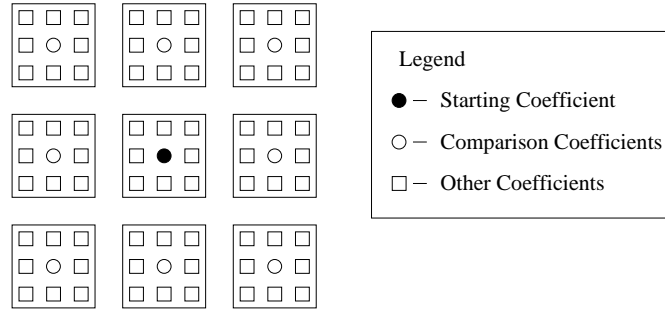 Legend
– Starting Coefficient
– Comparison Coefficients
– Other Coefficients